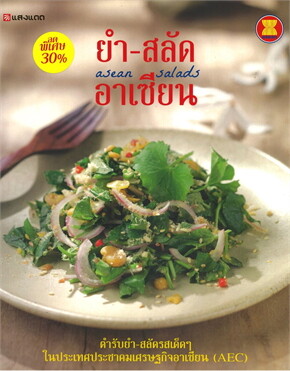 แสงแดด
ลด
พิเศษ
30%
ยำ-สลัด
asean salads
อาเซียน
ตำรับยำ-สลัดรสเด็ดๆ
ในประเทศประชาคมเศรษฐกิจอาเซียน (AEC)